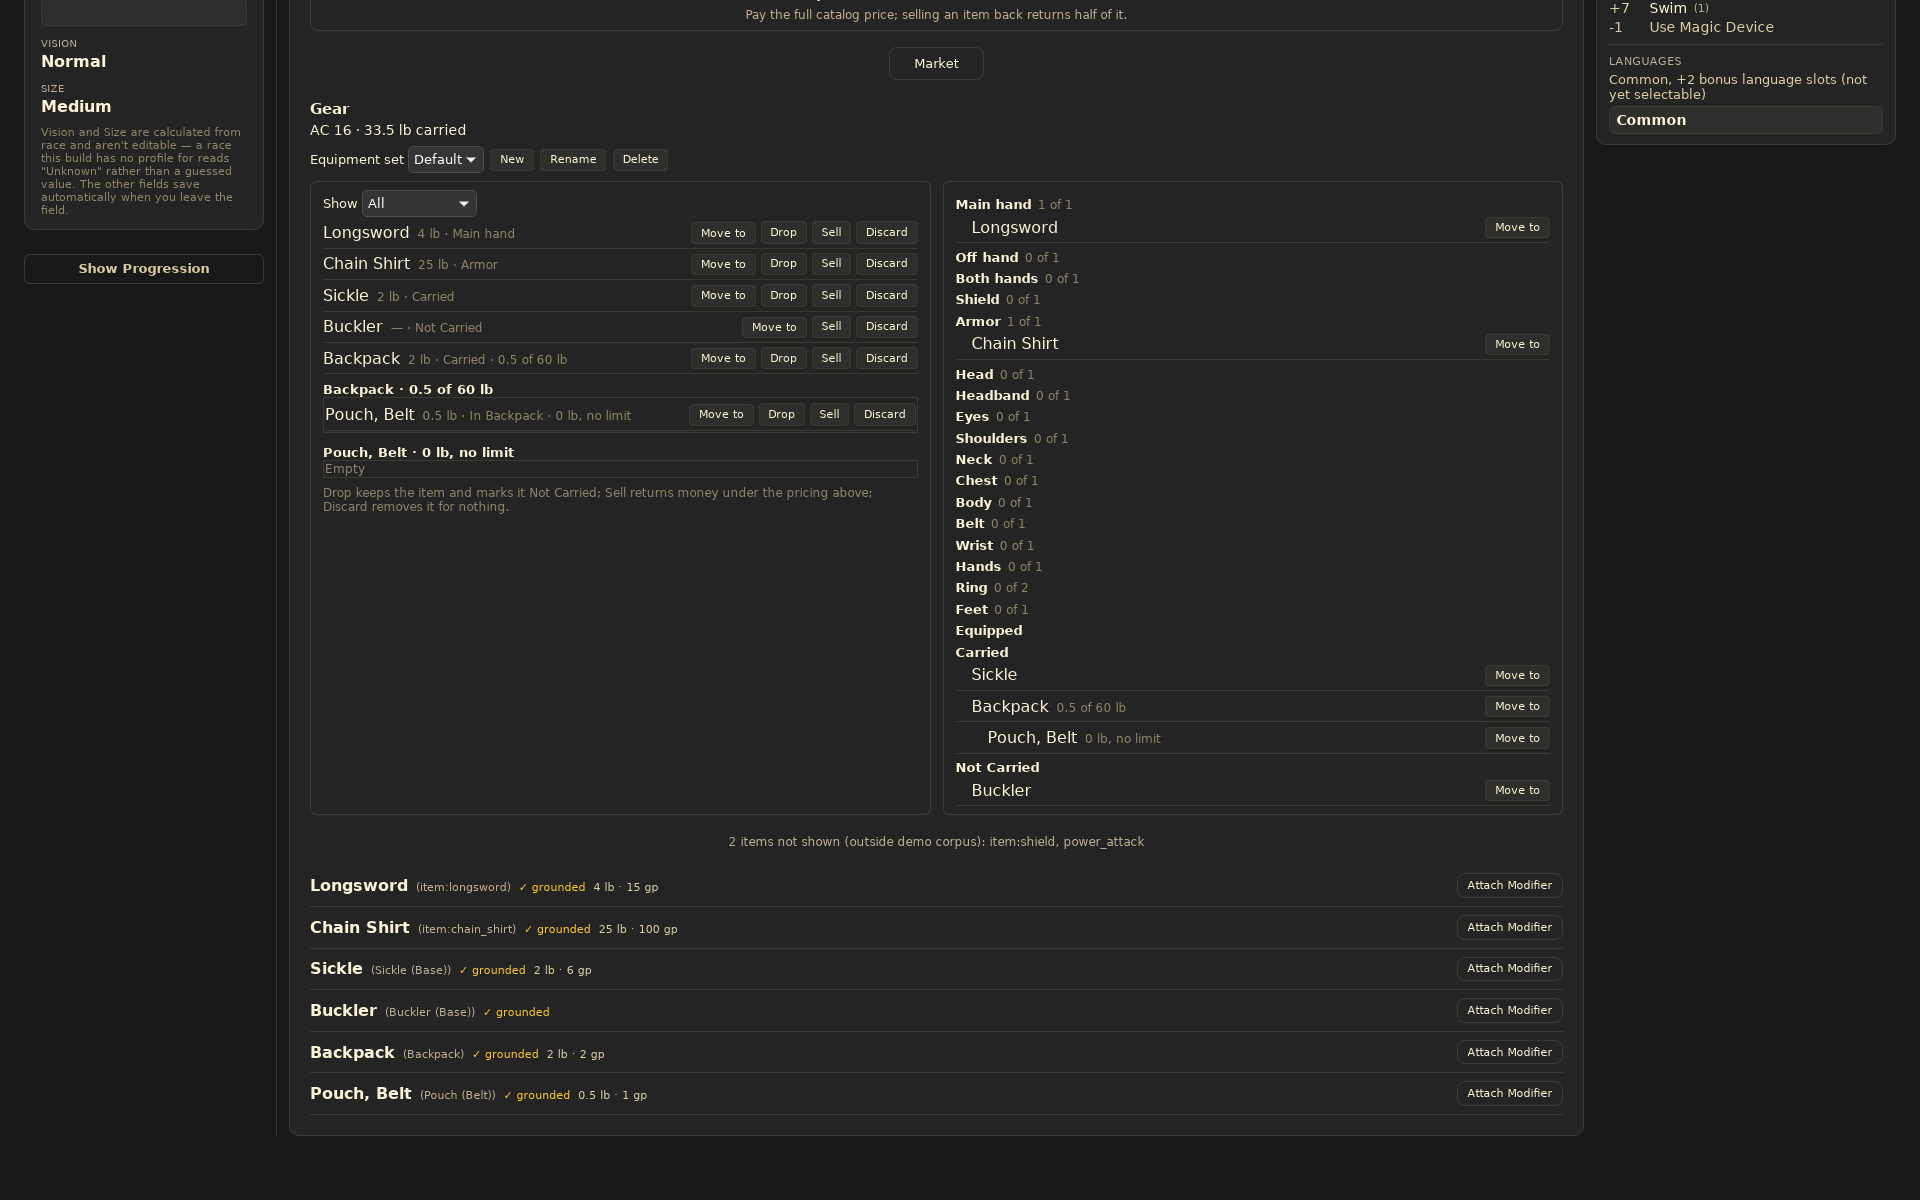 VISION
Normal
SIZE
Medium
Vision and Size are calculated from
race and aren't editable — a race
this build has no profile for reads
"Unknown" rather than a guessed
value. The other fields save
automatically when you leave the
field.
Show Progression
Pay the full catalog price; selling an item back returns half of it.
Market
Gear
AC 16 · 33.5 lb carried
Equipment set Default New Rename Delete
Show All
Longsword 4 lb · Main hand Move to Drop Sell Discard
Chain Shirt 25 lb · Armor Move to Drop Sell Discard
Sickle 2 lb · Carried Move to Drop Sell Discard
Buckler — · Not Carried Move to Sell Discard
Backpack 2 lb · Carried · 0.5 of 60 lb Move to Drop Sell Discard
Backpack · 0.5 of 60 lb
Pouch, Belt 0.5 lb · In Backpack · 0 lb, no limit Move to Drop Sell Discard
Pouch, Belt · 0 lb, no limit
Empty
Drop keeps the item and marks it Not Carried; Sell returns money under the pricing above;
Discard removes it for nothing.
Main hand 1 of 1
Longsword Move to
Off hand 0 of 1
Both hands 0 of 1
Shield 0 of 1
Armor 1 of 1
Chain Shirt Move to
Head 0 of 1
Headband 0 of 1
Eyes 0 of 1
Shoulders 0 of 1
Neck 0 of 1
Chest 0 of 1
Body 0 of 1
Belt 0 of 1
Wrist 0 of 1
Hands 0 of 1
Ring 0 of 2
Feet 0 of 1
Equipped
Carried
Sickle Move to
Backpack 0.5 of 60 lb Move to
Pouch, Belt 0 lb, no limit Move to
Not Carried
Buckler Move to
2 items not shown (outside demo corpus): item:shield, power_attack
Longsword (item:longsword) ✓ grounded 4 lb · 15 gp Attach Modifier
Chain Shirt (item:chain_shirt) ✓ grounded 25 lb · 100 gp Attach Modifier
Sickle (Sickle (Base)) ✓ grounded 2 lb · 6 gp Attach Modifier
Buckler (Buckler (Base)) ✓ grounded Attach Modifier
Backpack (Backpack) ✓ grounded 2 lb · 2 gp Attach Modifier
Pouch, Belt (Pouch (Belt)) ✓ grounded 0.5 lb · 1 gp Attach Modifier
+7 Swim (1)
-1 Use Magic Device
LANGUAGES
Common, +2 bonus language slots (not
yet selectable)
Common